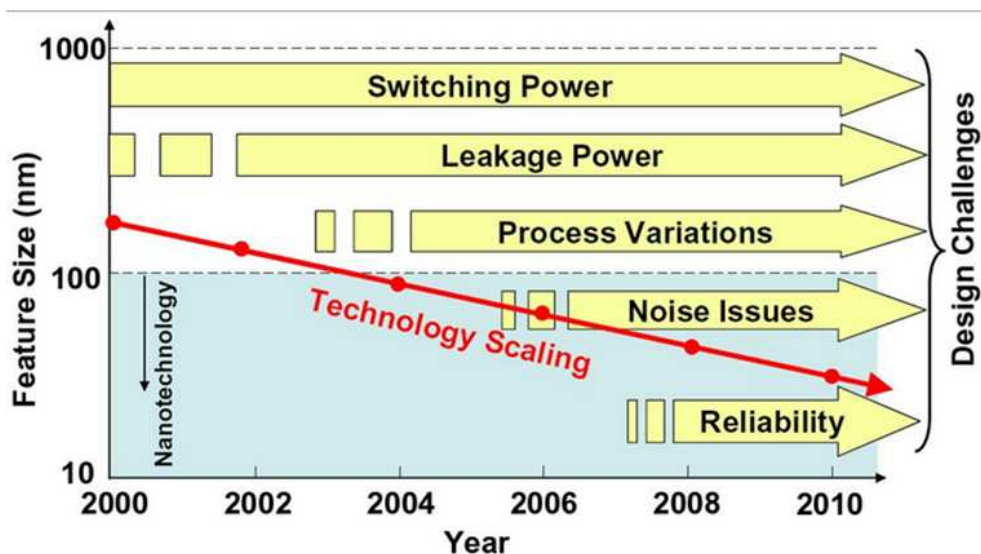 1000
Switching Power
Leakage Power
Process Variations
100
Noise Issues
Technology Scaling
Reliability
10
Nanotechnology
Feature Size (nm)
Design Challenges
2000 2002 2004 2006 2008 2010
Year